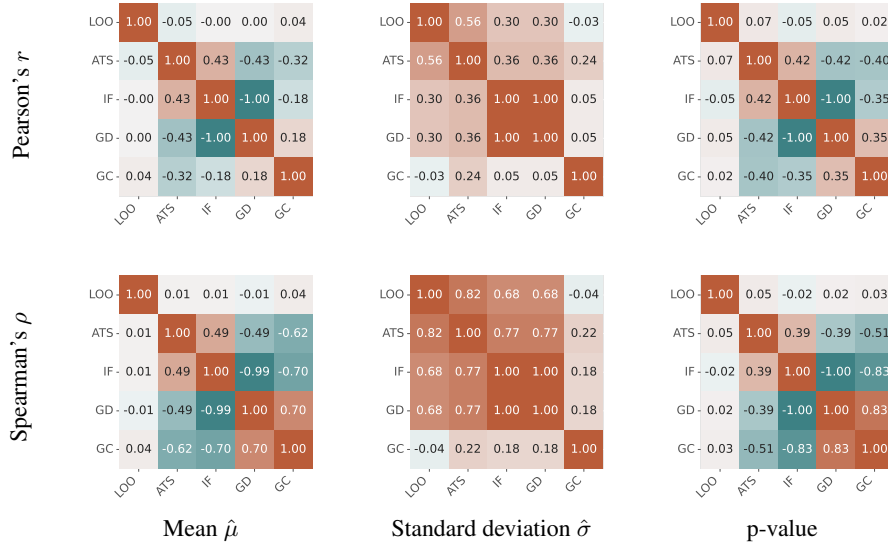 Pearson's r
LOO 1.00 -0.05 -0.00 0.00 0.04
ATS -0.05 1.00 0.43 -0.43 -0.32
IF -0.00 0.43 1.00 -1.00 -0.18
GD 0.00 -0.43 -1.00 1.00 0.18
GC 0.04 -0.32 -0.18 0.18 1.00
LOO ATS IF GD GC
LOO 1.00 0.56 0.30 0.30 -0.03
ATS 0.56 1.00 0.36 0.36 0.24
IF 0.30 0.36 1.00 1.00 0.05
GD 0.30 0.36 1.00 1.00 0.05
GC -0.03 0.24 0.05 0.05 1.00
LOO ATS IF GD GC
LOO 1.00 0.07 -0.05 0.05 0.02
ATS 0.07 1.00 0.42 -0.42 -0.40
IF -0.05 0.42 1.00 -1.00 -0.35
GD 0.05 -0.42 -1.00 1.00 0.35
GC 0.02 -0.40 -0.35 0.35 1.00
LOO ATS IF GD GC
Spearman's ρ
LOO 1.00 0.01 0.01 -0.01 0.04
ATS 0.01 1.00 0.49 -0.49 -0.62
IF 0.01 0.49 1.00 -0.99 -0.70
GD -0.01 -0.49 -0.99 1.00 0.70
GC 0.04 -0.62 -0.70 0.70 1.00
LOO ATS IF GD GC
LOO 1.00 0.82 0.68 0.68 -0.04
ATS 0.82 1.00 0.77 0.77 0.22
IF 0.68 0.77 1.00 1.00 0.18
GD 0.68 0.77 1.00 1.00 0.18
GC -0.04 0.22 0.18 0.18 1.00
LOO ATS IF GD GC
LOO 1.00 0.05 -0.02 0.02 0.03
ATS 0.05 1.00 0.39 -0.39 -0.51
IF -0.02 0.39 1.00 -1.00 -0.83
GD 0.02 -0.39 -1.00 1.00 0.83
GC 0.03 -0.51 -0.83 0.83 1.00
LOO ATS IF GD GC
Mean μ̂
Standard deviation σ̂
p-value